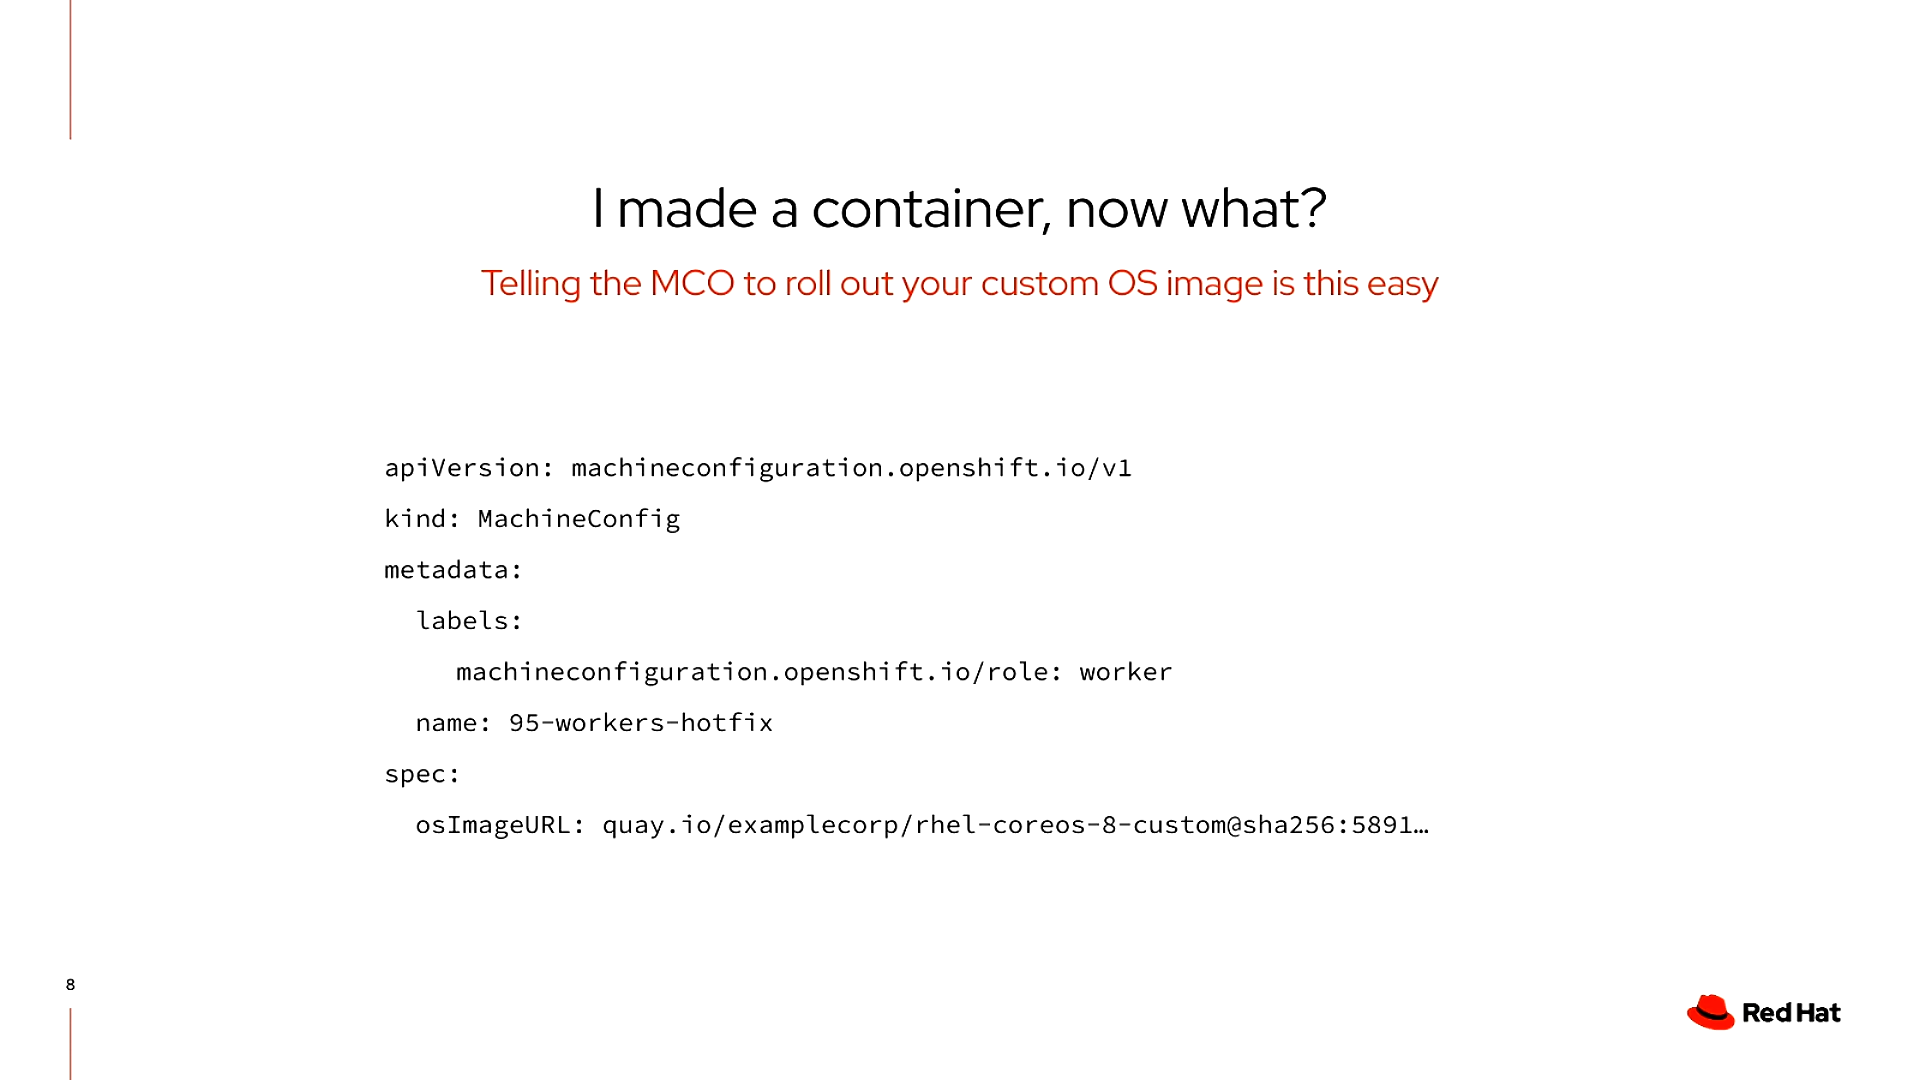 I made a container, now what?
Telling the MCO to roll out your custom OS image is this easy
apiVersion: machineconfiguration.openshift.io/v1
kind: MachineConfig
metadata:
  labels:
    machineconfiguration.openshift.io/role: worker
  name: 95-workers-hotfix
spec:
  osImageURL: quay.io/examplecorp/rhel-coreos-8-custom@sha256:5891…
8
Red Hat